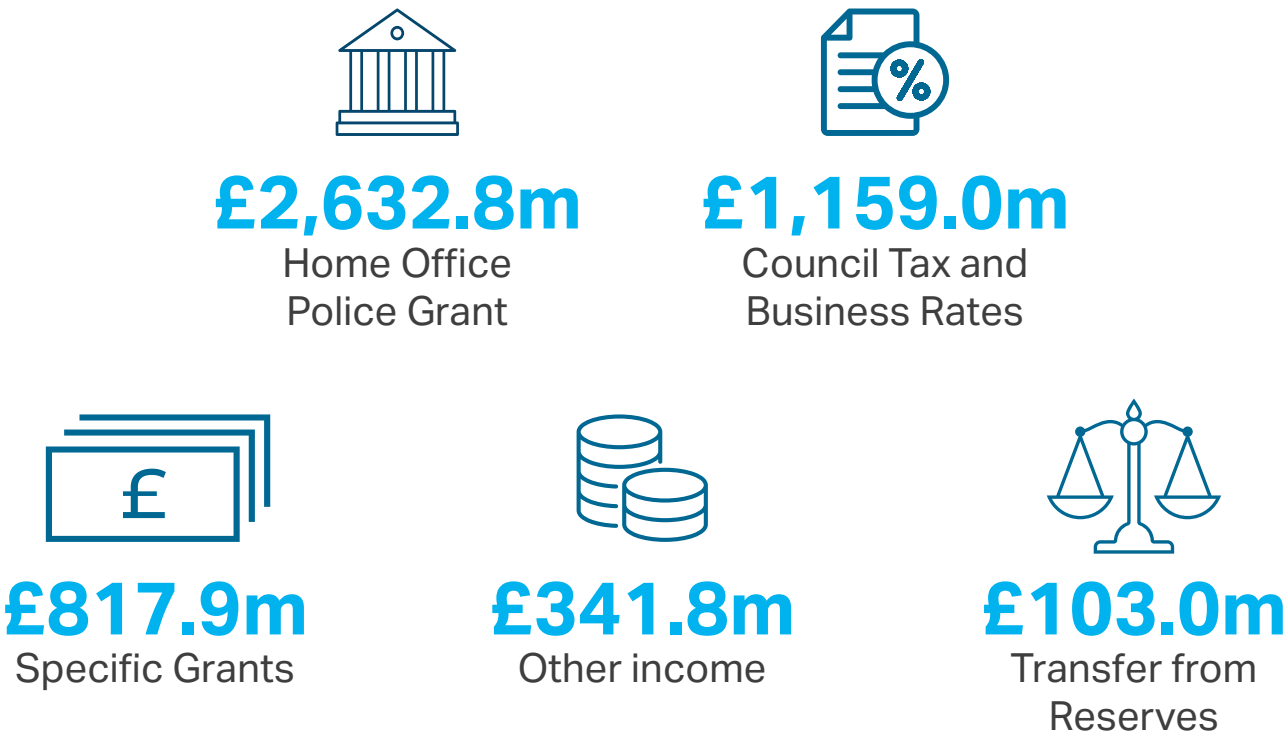 %
£2,632.8m
Home Office
Police Grant
£1,159.0m
Council Tax and
Business Rates
£
£817.9m
Specific Grants
£341.8m
Other income
£103.0m
Transfer from
Reserves